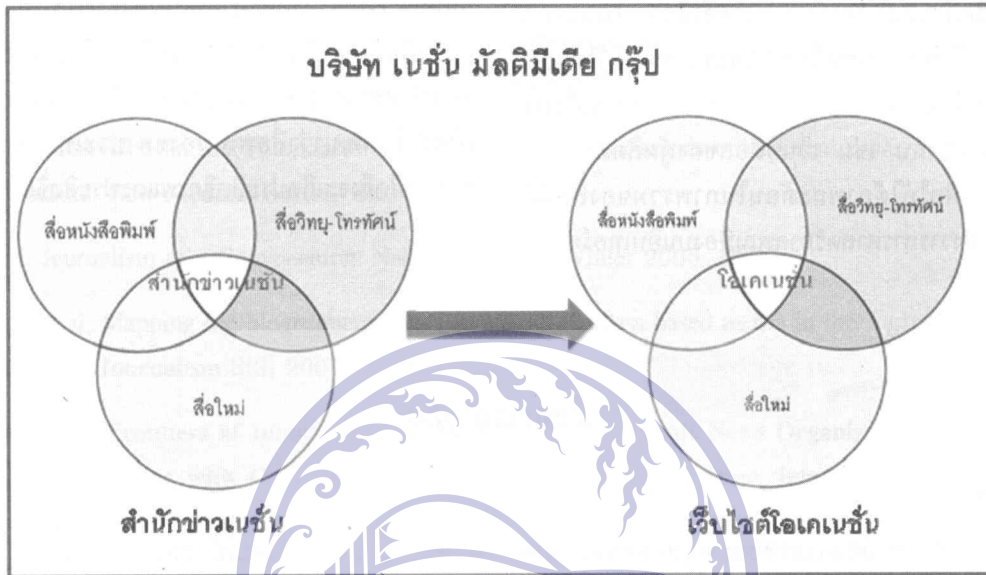 บริษัท เนชั่น มัลติมีเดีย กรุ๊ป
สื่อหนังสือพิมพ์
สื่อวิทยุ-โทรทัศน์
สำนักข่าวเนชั่น
สื่อใหม่
สำนักข่าวเนชั่น
สื่อหนังสือพิมพ์
สื่อวิทยุ-โทรทัศน์
โอเคเนชั่น
สื่อใหม่
เว็บไซต์โอเคเนชั่น